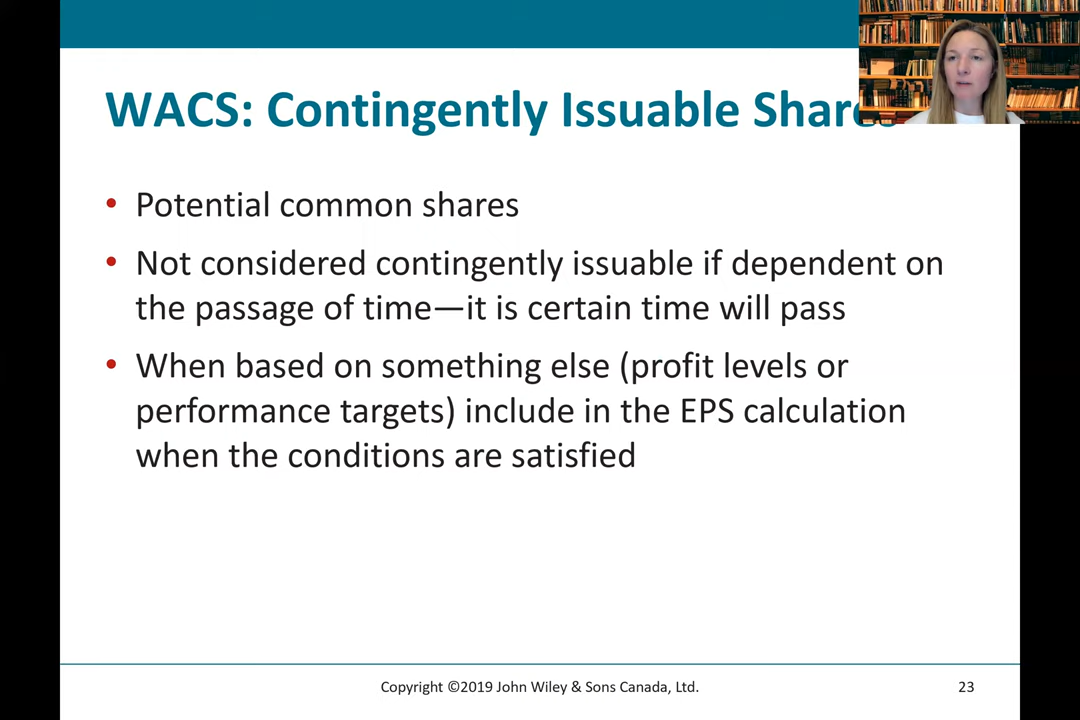 WACS: Contingently Issuable Shares
• Potential common shares
• Not considered contingently issuable if dependent on
the passage of time—it is certain time will pass
• When based on something else (profit levels or
performance targets) include in the EPS calculation
when the conditions are satisfied
Copyright ©2019 John Wiley & Sons Canada, Ltd.
23